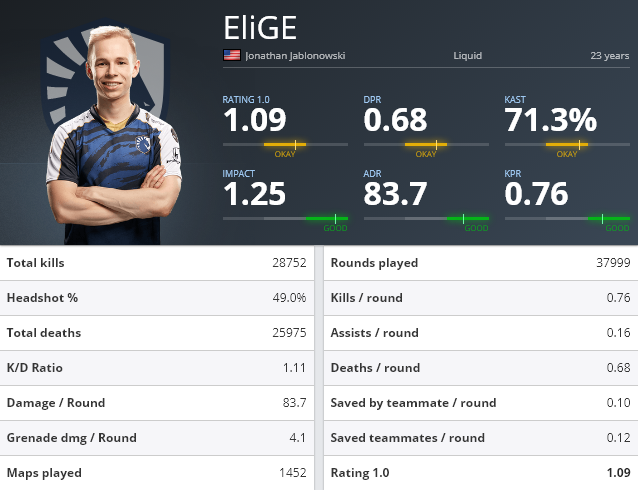 EliGE
Jonathan Jablonowski Liquid 23 years
RATING 1.0 DPR KAST
1.09 0.68 71.3%
OKAY OKAY OKAY
IMPACT ADR KPR
1.25 83.7 0.76
GOOD GOOD GOOD
Total kills 28752 Rounds played 37999
Headshot % 49.0% Kills / round 0.76
Total deaths 25975 Assists / round 0.16
K/D Ratio 1.11 Deaths / round 0.68
Damage / Round 83.7 Saved by teammate / round 0.10
Grenade dmg / Round 4.1 Saved teammates / round 0.12
Maps played 1452 Rating 1.0 1.09